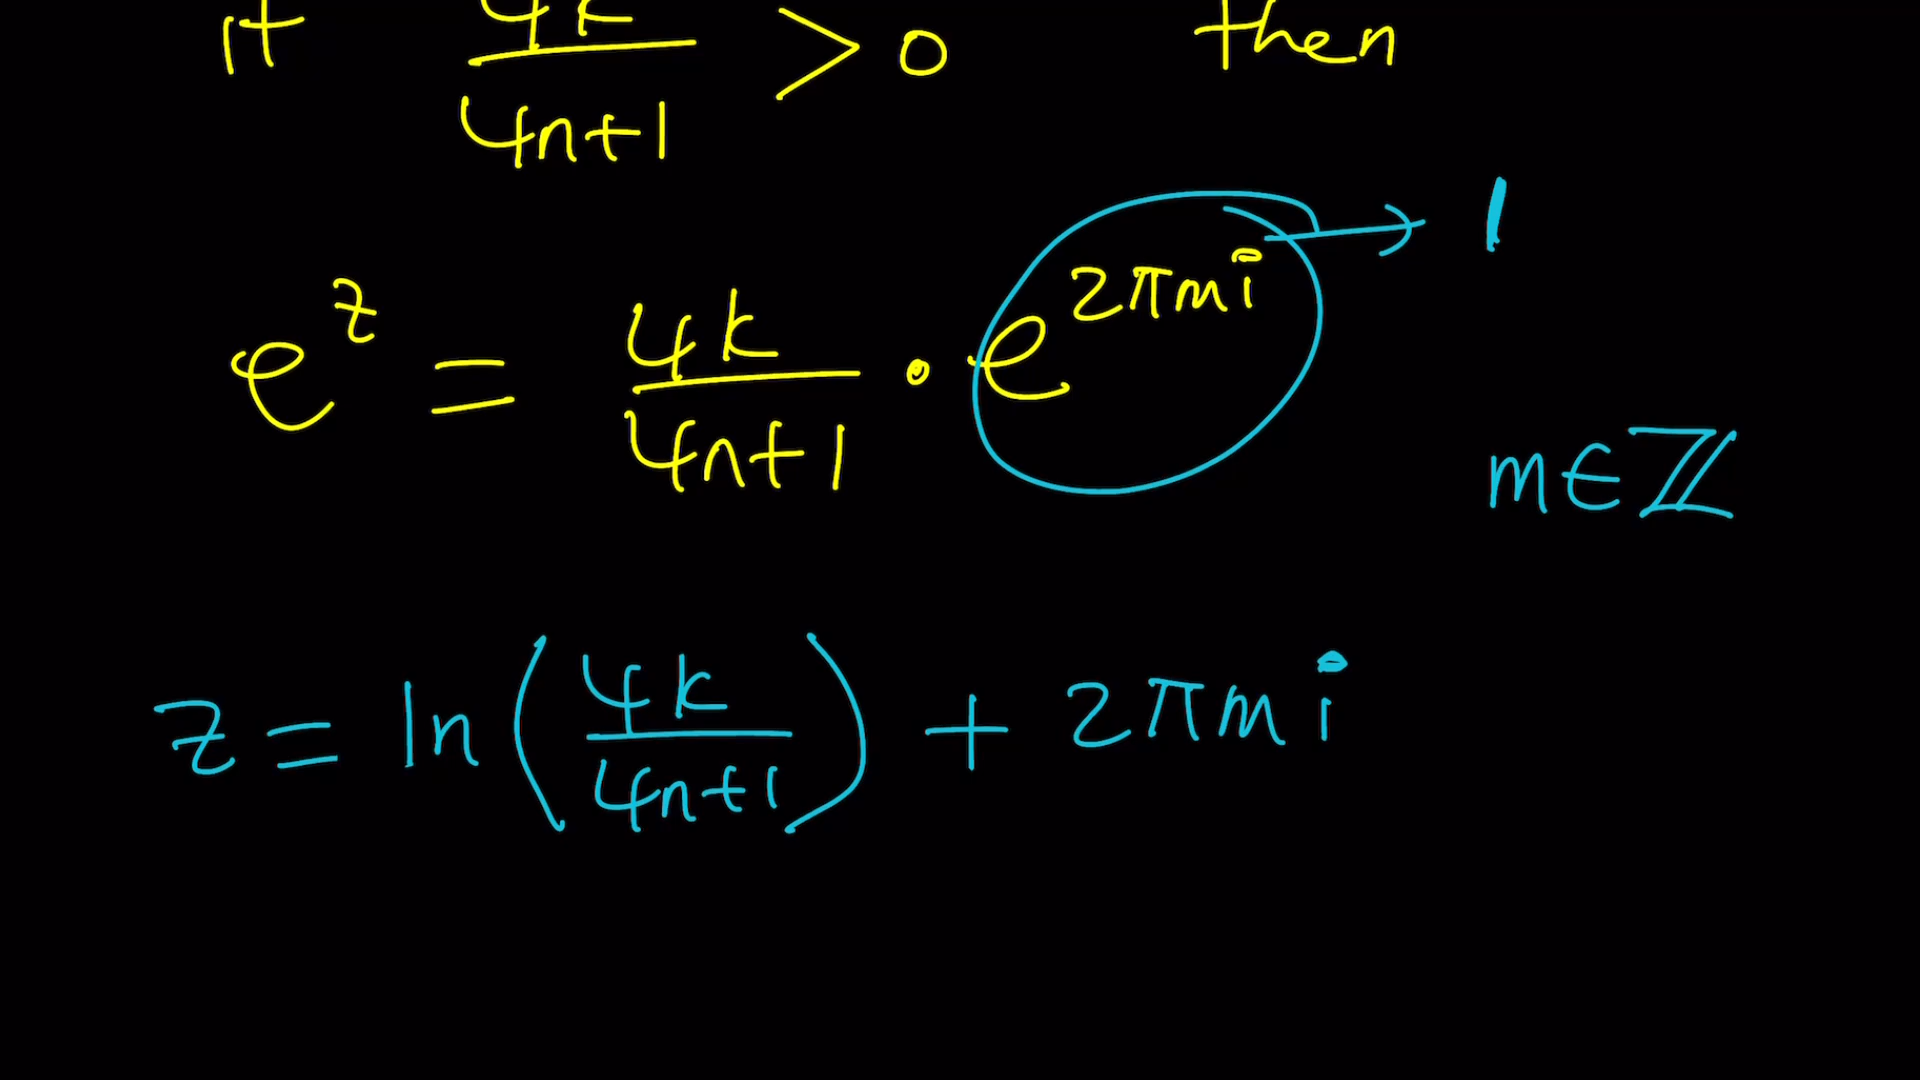 if 4k/4n+1 > 0 then
e^z = 4k/4n+1 · e^2πmi → 1
m∈ℤ
z = ln(4k/4n+1) + 2πmi